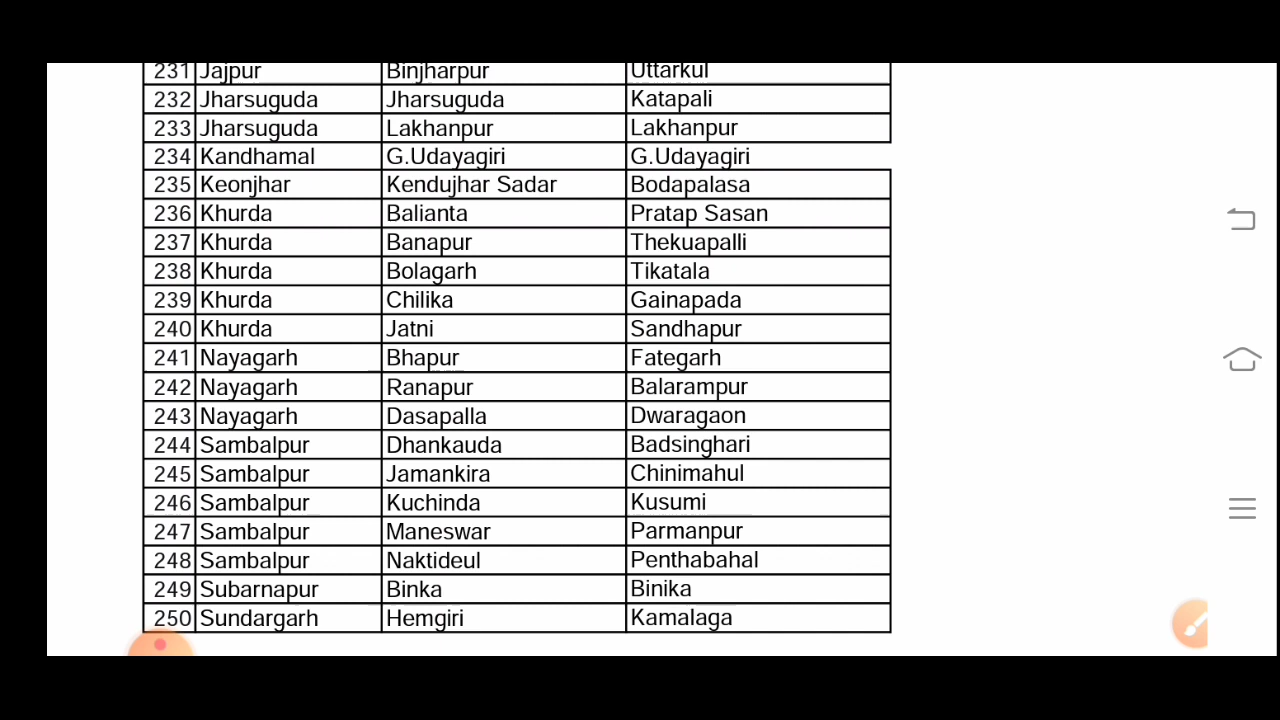 231 Jajpur Binjharpur Uttarkul
232 Jharsuguda Jharsuguda Katapali
233 Jharsuguda Lakhanpur Lakhanpur
234 Kandhamal G.Udayagiri G.Udayagiri
235 Keonjhar Kendujhar Sadar Bodapalasa
236 Khurda Balianta Pratap Sasan
237 Khurda Banapur Thekuapalli
238 Khurda Bolagarh Tikatala
239 Khurda Chilika Gainapada
240 Khurda Jatni Sandhapur
241 Nayagarh Bhapur Fategarh
242 Nayagarh Ranapur Balarampur
243 Nayagarh Dasapalla Dwaragaon
244 Sambalpur Dhankauda Badsinghari
245 Sambalpur Jamankira Chinimahul
246 Sambalpur Kuchinda Kusumi
247 Sambalpur Maneswar Parmanpur
248 Sambalpur Naktideul Penthabahal
249 Subarnapur Binka Binika
250 Sundargarh Hemgiri Kamalaga